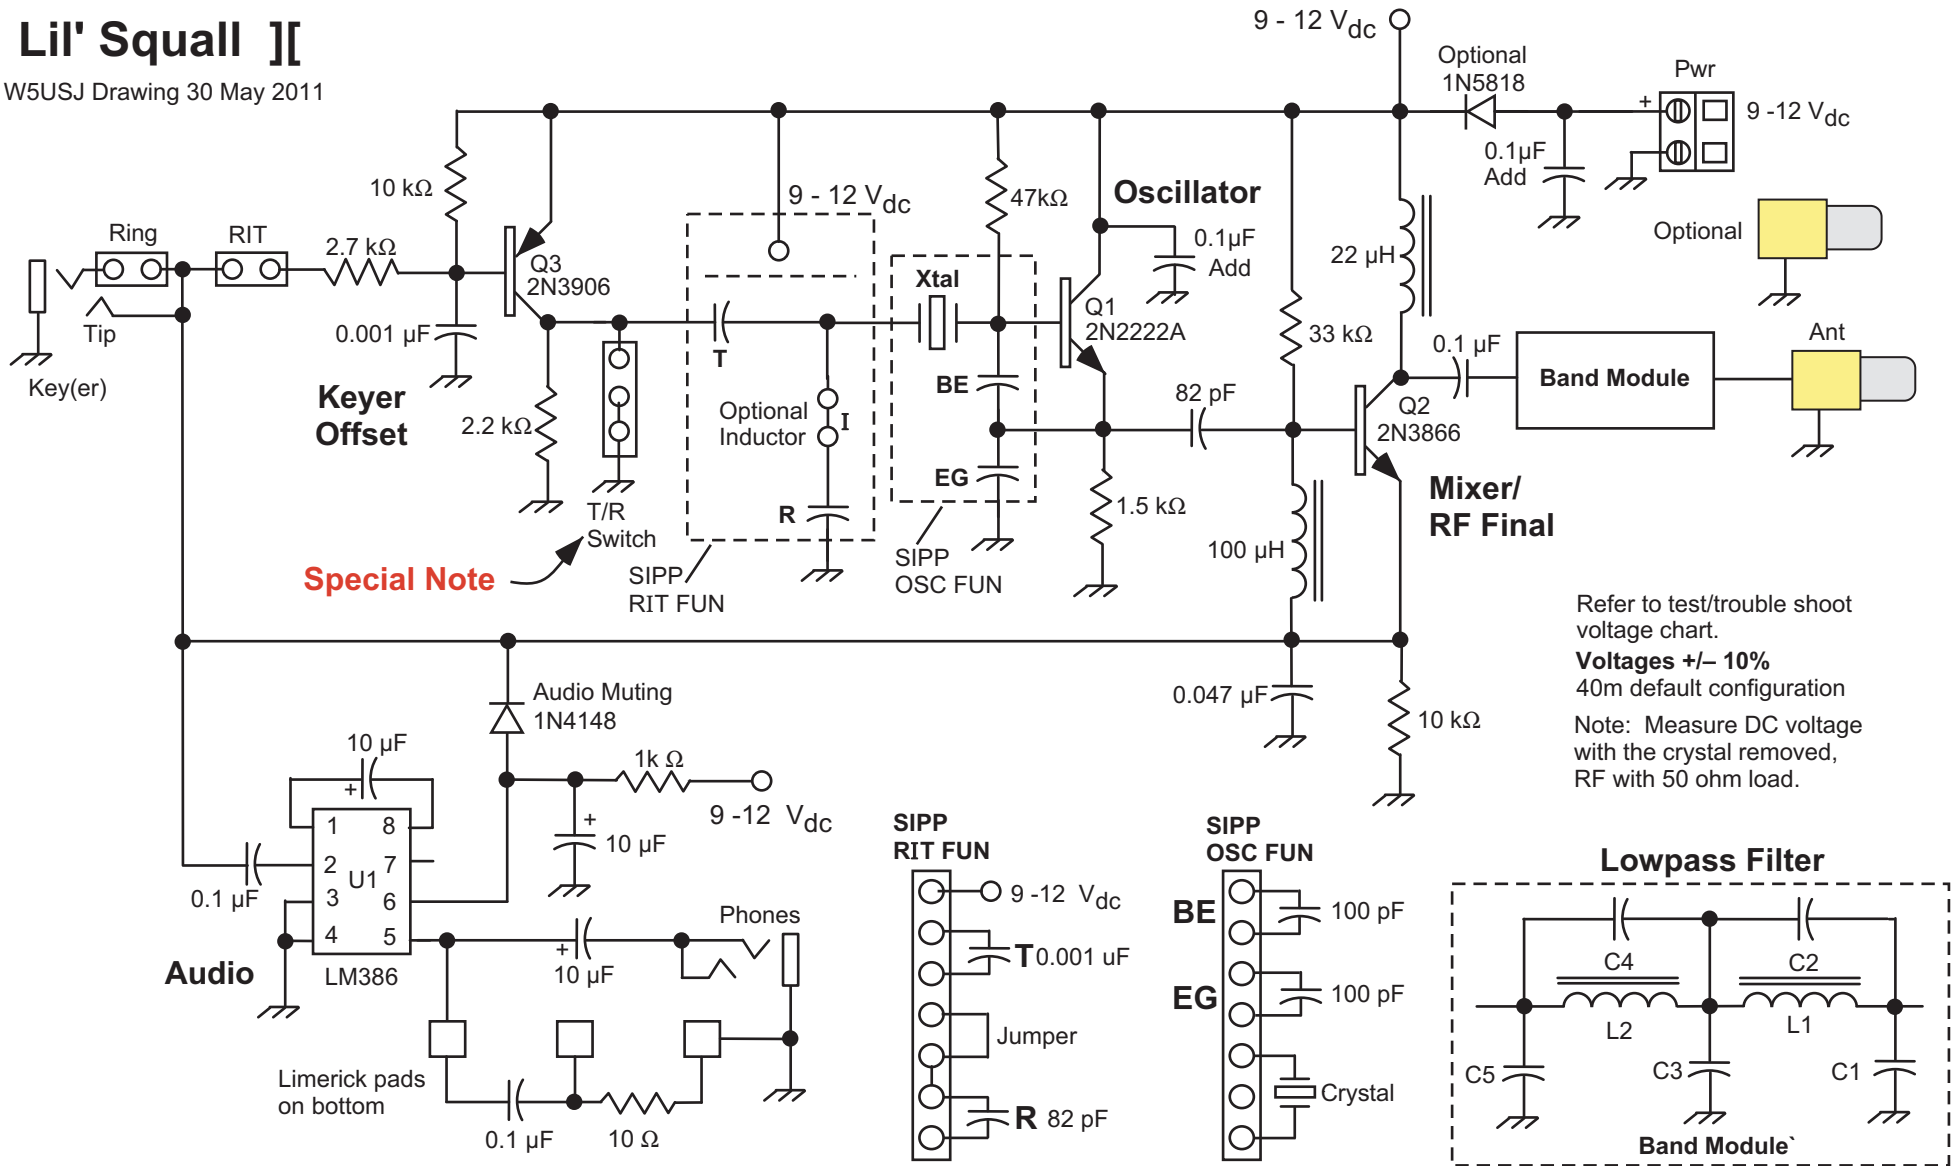 Lil' Squall ][
W5USJ Drawing 30 May 2011
9 - 12 Vdc
Optional
1N5818
Pwr
+
9 -12 Vdc
0.1µF
Add
10 kΩ
Ring
RIT
2.7 kΩ
Q3
2N3906
Tip
0.001 µF
Key(er)
Keyer
Offset
2.2 kΩ
T/R
Switch
Special Note
9 - 12 Vdc
T
Optional
Inductor
I
R
SIPP
RIT FUN
47kΩ
Xtal
BE
EG
SIPP
OSC FUN
Oscillator
0.1µF
Add
Q1
2N2222A
82 pF
1.5 kΩ
33 kΩ
100 µH
22 µH
0.1 µF
Q2
2N3866
Mixer/
RF Final
Optional
Band Module
Ant
Refer to test/trouble shoot
voltage chart.
Voltages +/– 10%
40m default configuration
Note: Measure DC voltage
with the crystal removed,
RF with 50 ohm load.
0.047 µF
10 kΩ
Audio Muting
1N4148
10 µF
+
1k Ω
9 -12 Vdc
+
10 µF
1
8
2
7
U1
3
6
4
5
0.1 µF
LM386
Audio
+
10 µF
Phones
Limerick pads
on bottom
0.1 µF
10 Ω
SIPP
RIT FUN
9 -12 Vdc
T 0.001 uF
Jumper
R 82 pF
SIPP
OSC FUN
BE
100 pF
EG
100 pF
Crystal
Lowpass Filter
C4
C2
L2
L1
C5
C3
C1
Band Module`